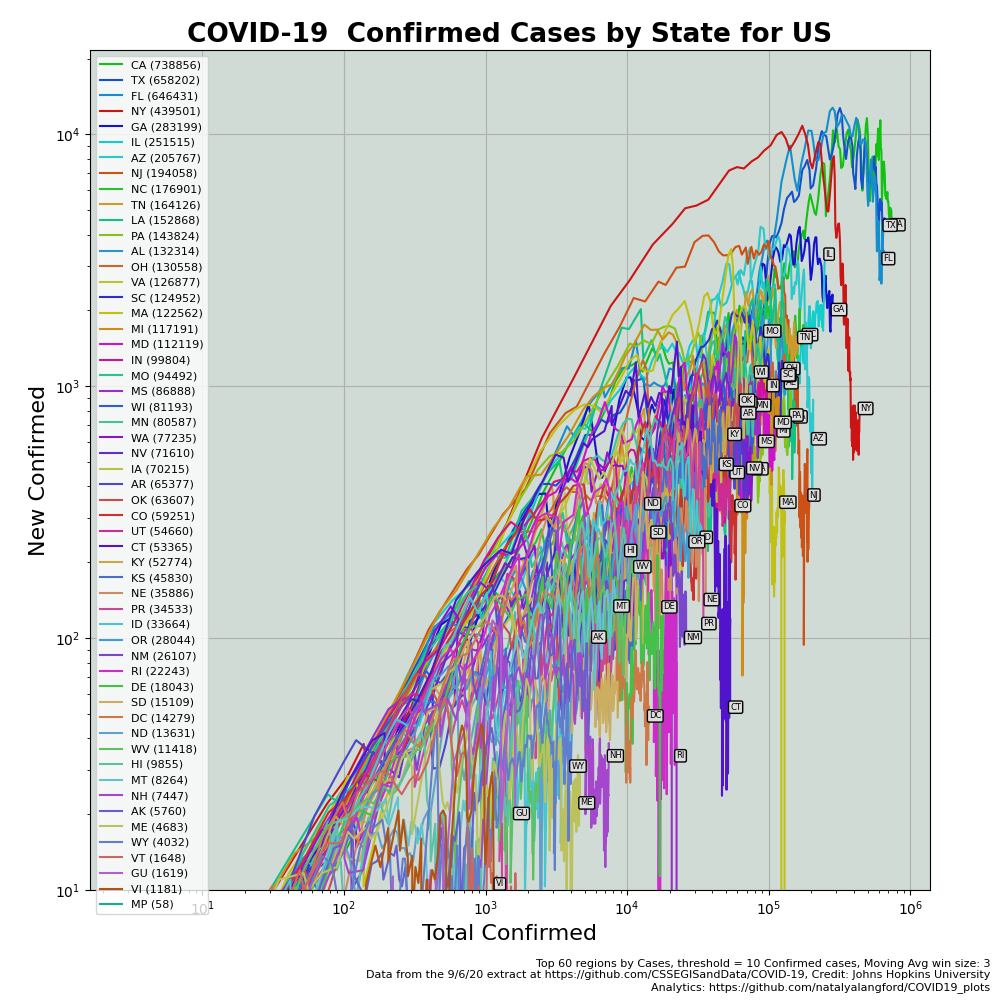 COVID-19  Confirmed Cases by State for US
CA (738856)
TX (658202)
FL (646431)
NY (439501)
GA (283199)
IL (251515)
AZ (205767)
NJ (194058)
NC (176901)
TN (164126)
LA (152868)
PA (143824)
AL (132314)
OH (130558)
VA (126877)
SC (124952)
MA (122562)
MI (117191)
MD (112119)
IN (99804)
MO (94492)
MS (86888)
WI (81193)
MN (80587)
WA (77235)
NV (71610)
IA (70215)
AR (65377)
OK (63607)
CO (59251)
UT (54660)
CT (53365)
KY (52774)
KS (45830)
NE (35886)
PR (34533)
ID (33664)
OR (28044)
NM (26107)
RI (22243)
DE (18043)
SD (15109)
DC (14279)
ND (13631)
WV (11418)
HI (9855)
MT (8264)
NH (7447)
AK (5760)
ME (4683)
WY (4032)
VT (1648)
GU (1619)
VI (1181)
MP (58)
New Confirmed
10^4
10^3
10^2
10^1
TX
IL
FL
GA
MO
TN
WI
SC
IN
OK
MN
AR
PA
NY
MD
KY
MS
AZ
KS
UT
NV
ND
CO
MA
NJ
SD
OR
HI
WV
NE
MT
DE
PR
AK
NM
DC
CT
NH
RI
WY
ME
GU
VI
10^1
10^2
10^3
10^4
10^5
10^6
Total Confirmed
Top 60 regions by Cases, threshold = 10 Confirmed cases, Moving Avg win size: 3
Data from the 9/6/20 extract at https://github.com/CSSEGISandData/COVID-19, Credit: Johns Hopkins University
Analytics: https://github.com/natalyalangford/COVID19_plots